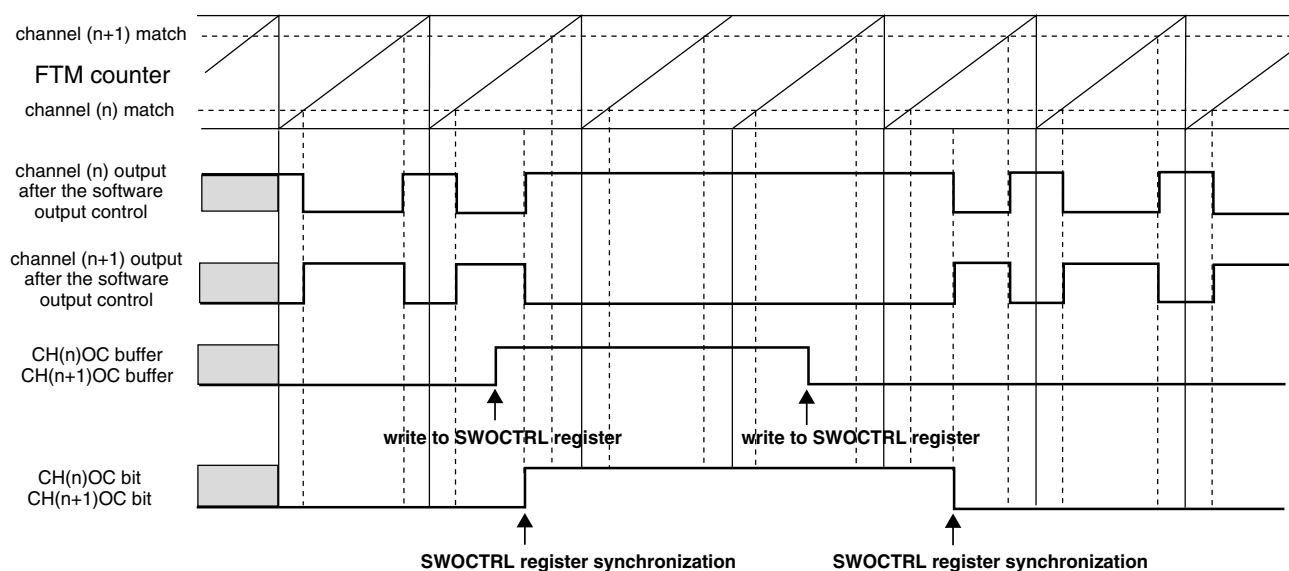 channel (n+1) match
FTM counter
channel (n) match
channel (n) output
after the software
output control
channel (n+1) output
after the software
output control
CH(n)OC buffer
CH(n+1)OC buffer
write to SWOCTRL register
write to SWOCTRL register
CH(n)OC bit
CH(n+1)OC bit
SWOCTRL register synchronization
SWOCTRL register synchronization